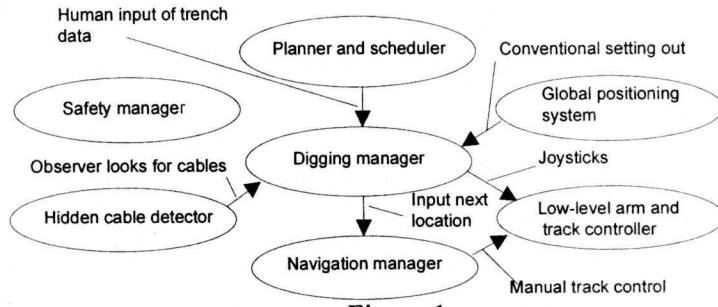 Human input of trench
data
Planner and scheduler
Conventional setting out
Safety manager
Global positioning
system
Observer looks for cables
Digging manager
Joysticks
Hidden cable detector
Input next
location
Low-level arm and
track controller
Navigation manager
Manual track control